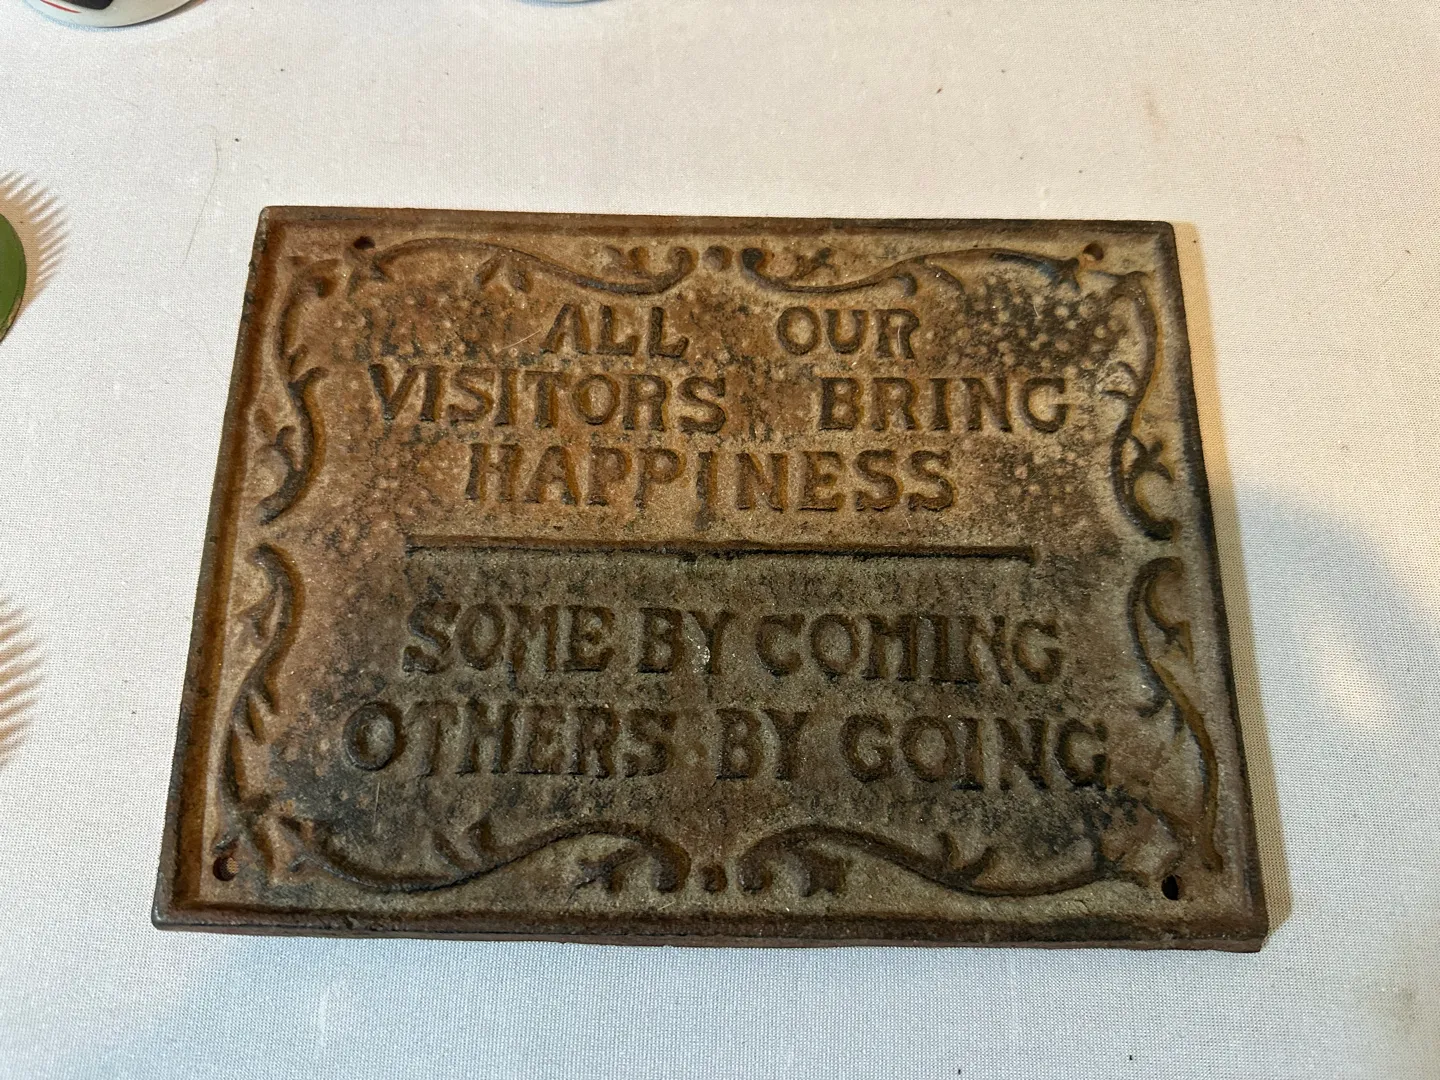 ALL OUR
VISITORS BRING
HAPPINESS
SOME BY COMING
OTHERS BY GOING